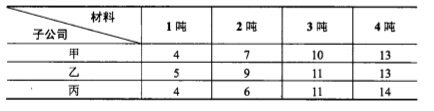 材料
子公司 1吨 2吨 3吨 4吨
甲 4 7 10 13
乙 5 9 11 13
丙 4 6 11 14